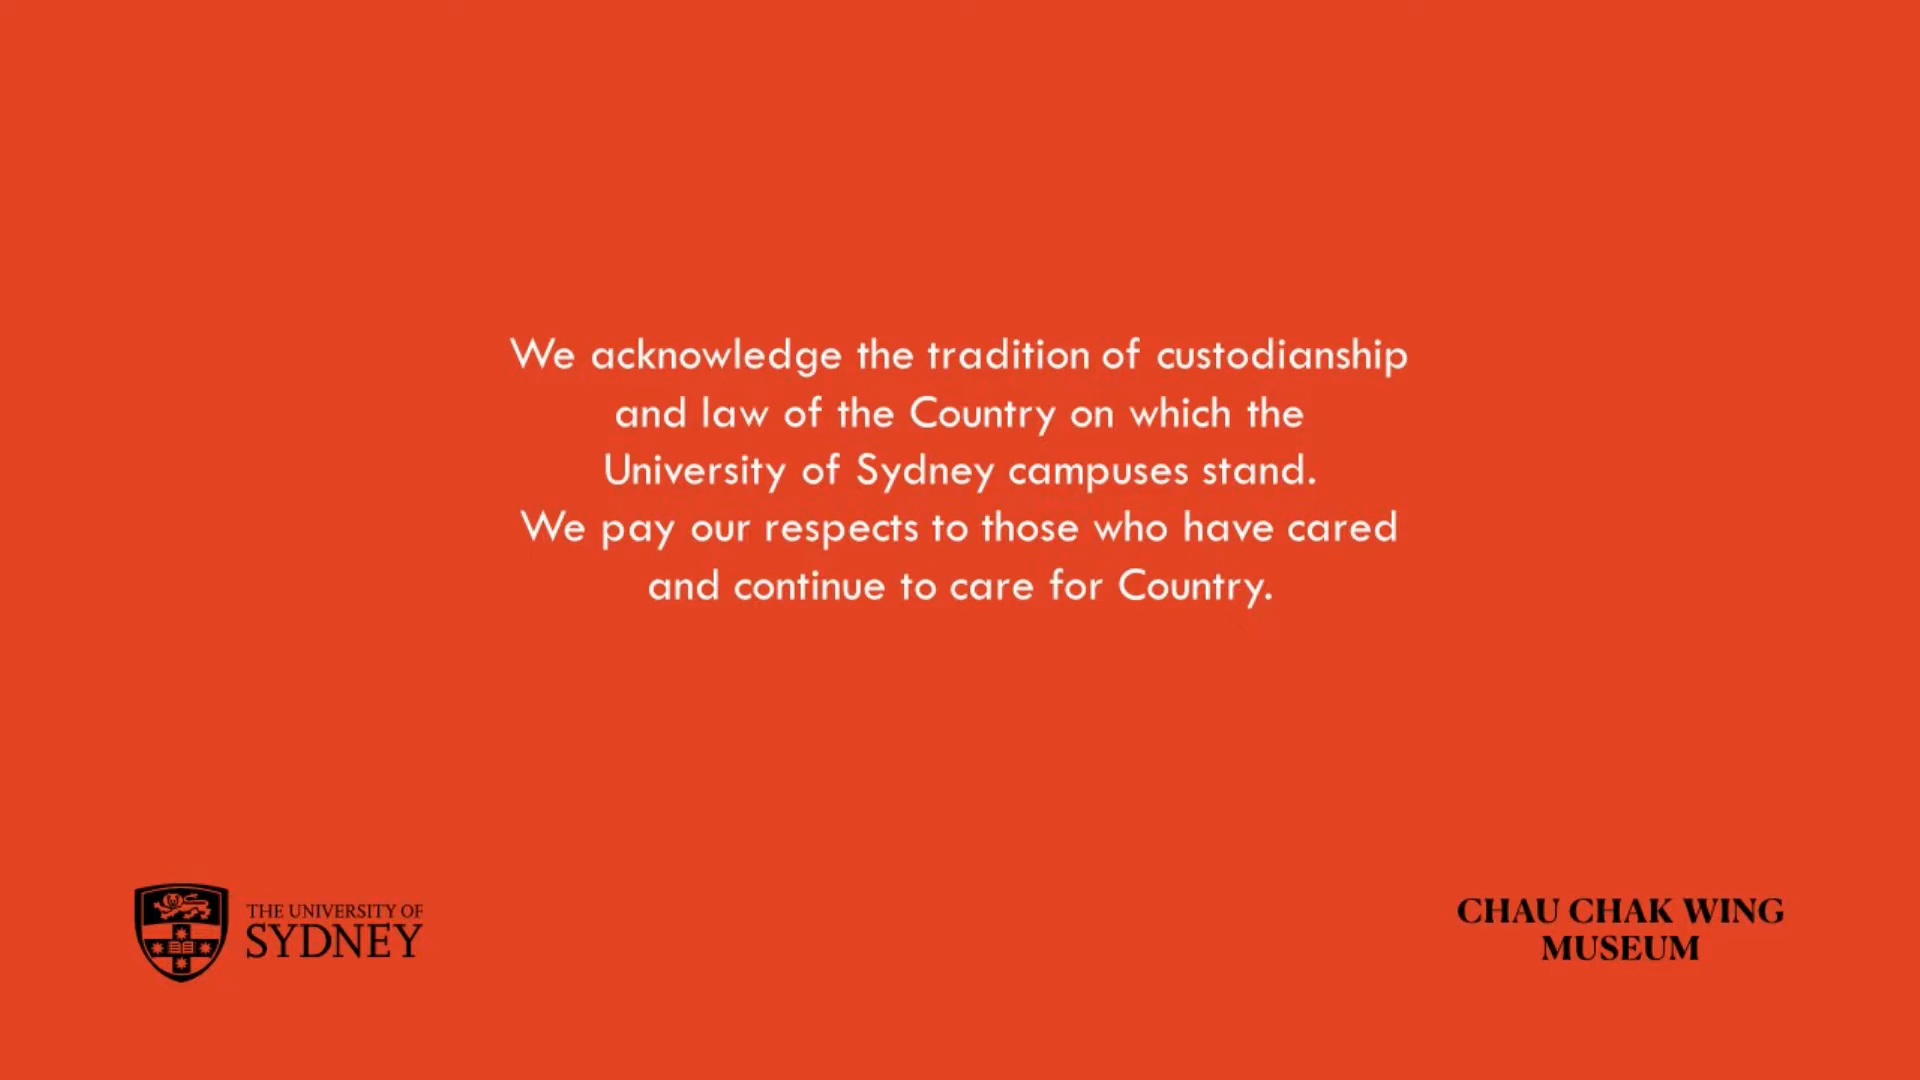 We acknowledge the tradition of custodianship
and law of the Country on which the
University of Sydney campuses stand.
We pay our respects to those who have cared
and continue to care for Country.
THE UNIVERSITY OF
SYDNEY
CHAU CHAK WING
MUSEUM